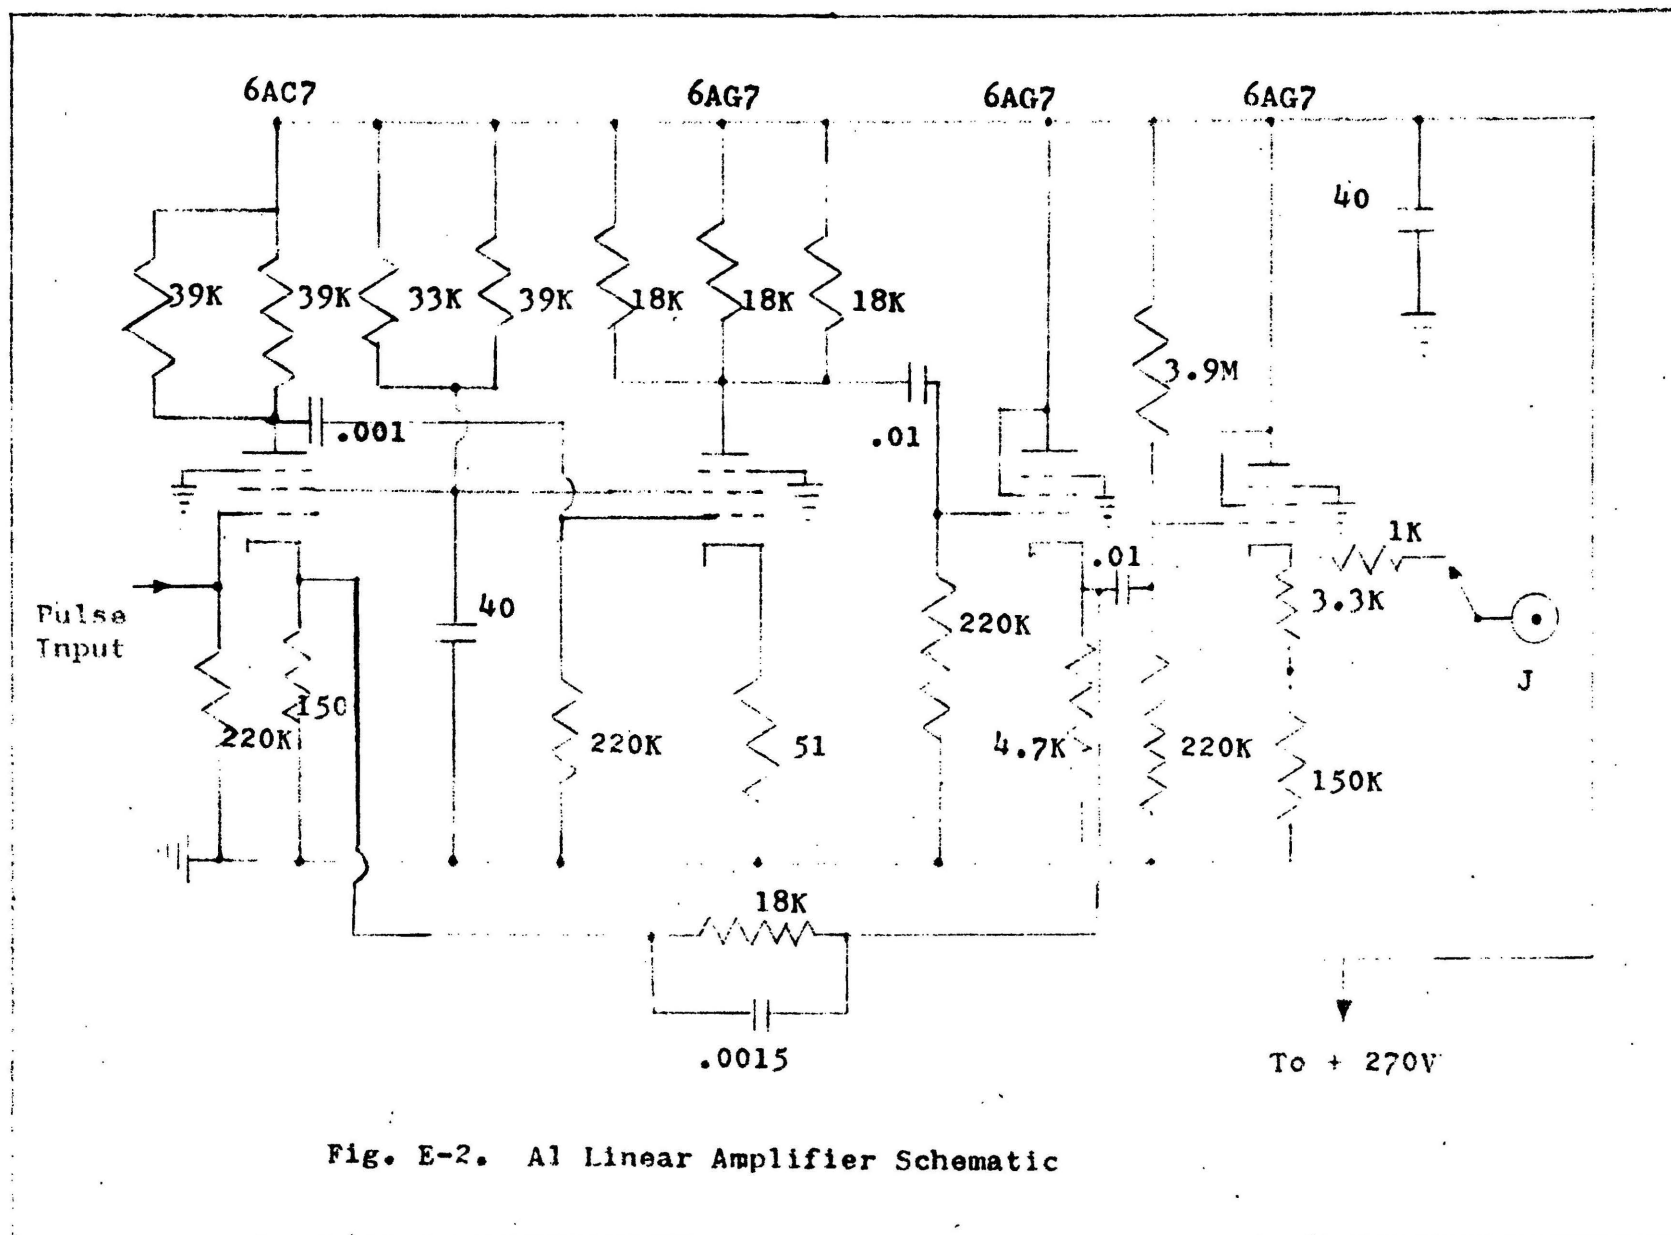 6AC7 6AG7 6AG7 6AG7
40
39K 39K 33K 39K 18K 18K 18K
3.9M
.001 .01
1K
.01
3.3K
Pulse
Input
40
220K
J
150
220K 220K 51 4.7K 220K
150K
18K
.0015
To + 270V
Fig. E-2. Al Linear Amplifier Schematic